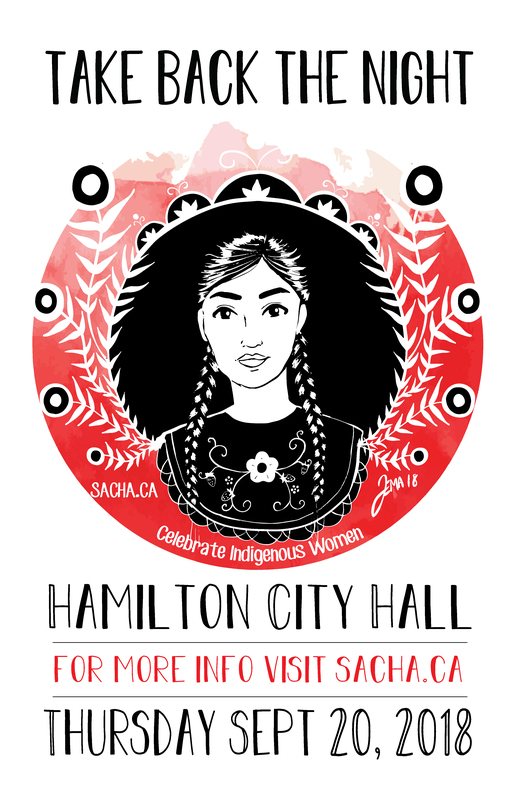 TAKE BACK THE NIGHT
SACHA.CA
JEMA 18
Celebrate Indigenous Women
HAMILTON CITY HALL
FOR MORE INFO VISIT SACHA.CA
THURSDAY SEPT 20, 2018